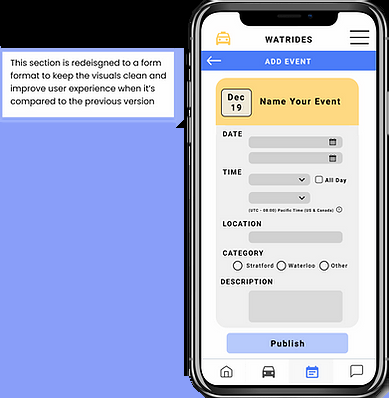 This section is redeisgned to a form
format to keep the visuals clean and
improve user experience when it's
compared to the previous version
WATRIDES
ADD EVENT
Dec
19
Name Your Event
DATE
TIME
All Day
(UTC - 08:00) Pacific Time (US & Canada)
LOCATION
CATEGORY
Stratford Waterloo Other
DESCRIPTION
Publish